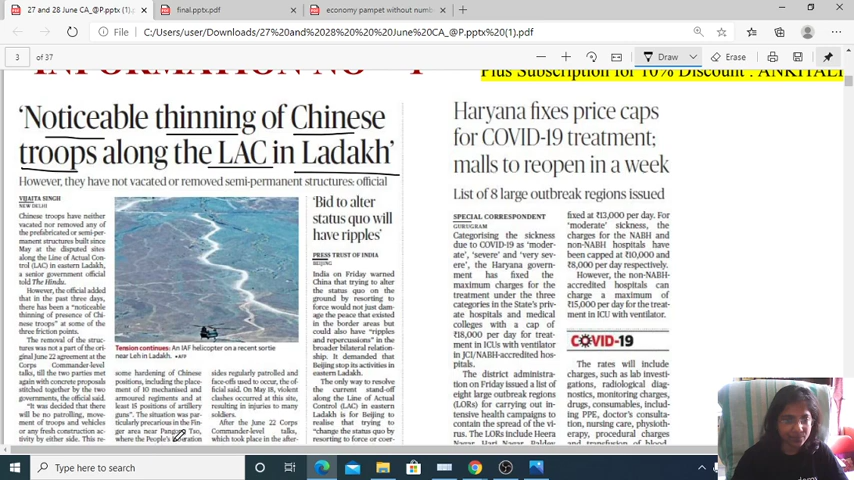 27 and 28 June CA_@P.pptx (1).p
final.pptx.pdf
economy pampet without numb
File
C:/Users/user/Downloads/27%20and%2028%20%20%20June%20CA_@P.pptx%20(1).pdf
3
of 37
Draw
Erase
INFORMATION NO - 1
Plus Subscription for 10% Discount : ANKITALI
'Noticeable thinning of Chinese
troops along the LAC in Ladakh'
However, they have not vacated or removed semi-permanent structures: official
VIJAITA SINGH
NEW DELHI
Chinese troops have neither
vacated nor removed any of
the prefabricated or semi-per-
manent structures built since
May at the disputed sites
along the Line of Actual Con-
trol (LAC) in eastern Ladakh,
a senior government official
told The Hindu.
However, the official added
that in the past three days,
there has been a "noticeable
thinning of presence of Chi-
nese troops" at some of the
three friction points.
The removal of the struc-
tures was not a part of the ori-
ginal June 22 agreement at the
Corps Commander-level
talks, till the two parties met
again with concrete proposals
stitched together by the two
governments, the official said.
"It was decided that there
will be no patrolling, move-
ment of troops and vehicles
or any fresh construction ac-
tivity by either side. This re-
Tension continues: An IAF helicopter on a recent sortie
near Leh in Ladakh. •AFP
some hardening of Chinese
positions, including the place-
ment of 10 mechanised and
armoured regiments and at
least 15 positions of artillery
guns". The situation was par-
ticularly precarious in the Fin-
ger area near Pangong Tso,
where the People's Liberation
sides regularly patrolled and
face-offs used to occur, the of-
ficial said. On May 18, violent
clashes occurred at this spot,
resulting in injuries to many
soldiers.
After the June 22 Corps
Commander-level talks,
which took place in the after-
'Bid to alter
status quo will
have ripples'
PRESS TRUST OF INDIA
BEIJING
India on Friday warned
China that trying to alter
the status quo on the
ground by resorting to
force would not just dam-
age the peace that existed
in the border areas but
could also have "ripples
and repercussions" in the
broader bilateral relation-
ship. It demanded that
Beijing stop its activities in
eastern Ladakh.
The only way to resolve
the current stand-off
along the Line of Actual
Control (LAC) in eastern
Ladakh is for Beijing to
realise that trying to
"change the status quo by
resorting to force or coer-
Haryana fixes price caps
for COVID-19 treatment;
malls to reopen in a week
List of 8 large outbreak regions issued
SPECIAL CORRESPONDENT
GURUGRAM
Categorising the sickness
due to COVID-19 as 'moder-
ate', 'severe' and 'very sev-
ere', the Haryana govern-
ment has fixed the
maximum charges for the
treatment under the three
categories in the State's priv-
ate hospitals and medical
colleges with a cap of
₹18,000 per day for treat-
ment in ICUs with ventilator
in JCI/NABH-accredited hos-
pitals.
The district administra-
tion on Friday issued a list of
eight large outbreak regions
(LORs) for carrying out in-
tensive health campaigns to
contain the spread of the vi-
rus. The LORs include Heera
Nagar, Hari Nagar, Baldev
fixed at ₹13,000 per day. For
'moderate' sickness, the
charges for the NABH and
non-NABH hospitals have
been capped at ₹10,000 and
₹8,000 per day respectively.
However, the non-NABH-
accredited hospitals can
charge a maximum of
₹15,000 per day for the treat-
ment in ICU with ventilator.
COVID-19
The rates will include
charges, such as lab investi-
gations, radiological diag-
nostics, monitoring charges,
drugs, consumables, includ-
ing PPE, doctor's consulta-
tion, nursing care, physioth-
erapy, procedural charges
and transfusion of blood
Type here to search